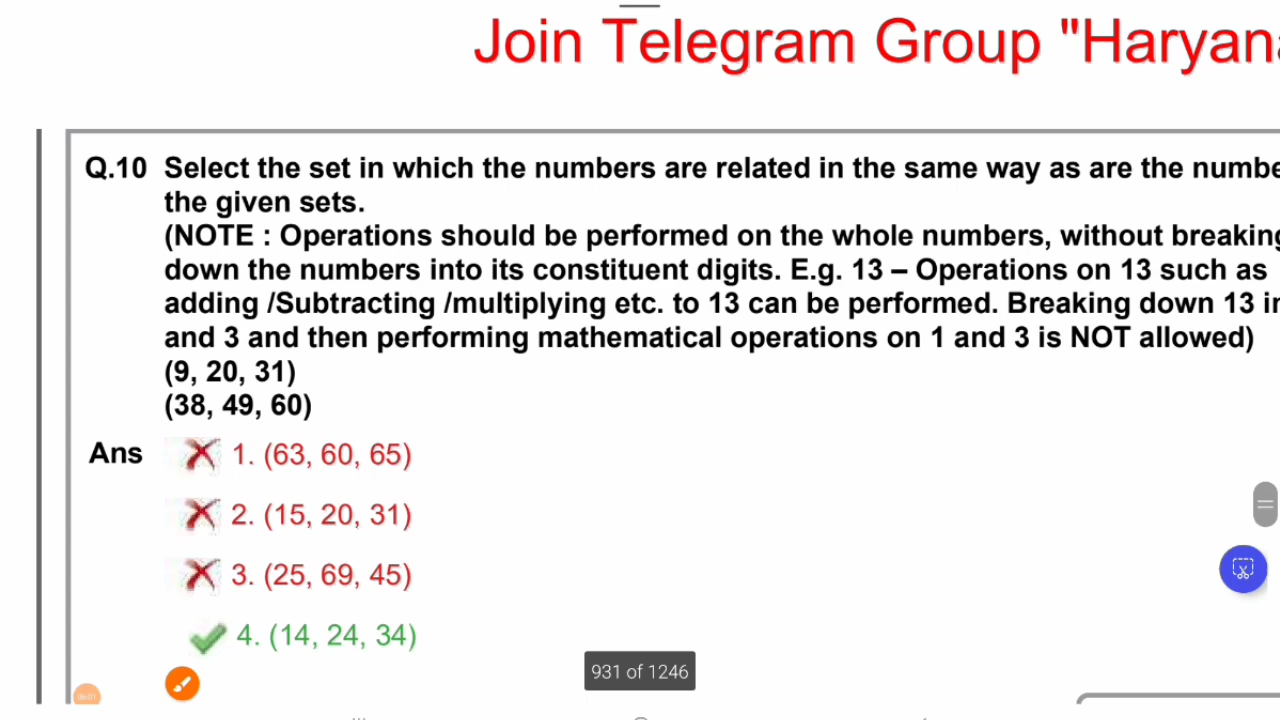 Join Telegram Group "Haryana
Q.10 Select the set in which the numbers are related in the same way as are the numbe
the given sets.
(NOTE : Operations should be performed on the whole numbers, without breaking
down the numbers into its constituent digits. E.g. 13 – Operations on 13 such as
adding /Subtracting /multiplying etc. to 13 can be performed. Breaking down 13 in
and 3 and then performing mathematical operations on 1 and 3 is NOT allowed)
(9, 20, 31)
(38, 49, 60)
Ans 1. (63, 60, 65)
2. (15, 20, 31)
3. (25, 69, 45)
4. (14, 24, 34)
931 of 1246